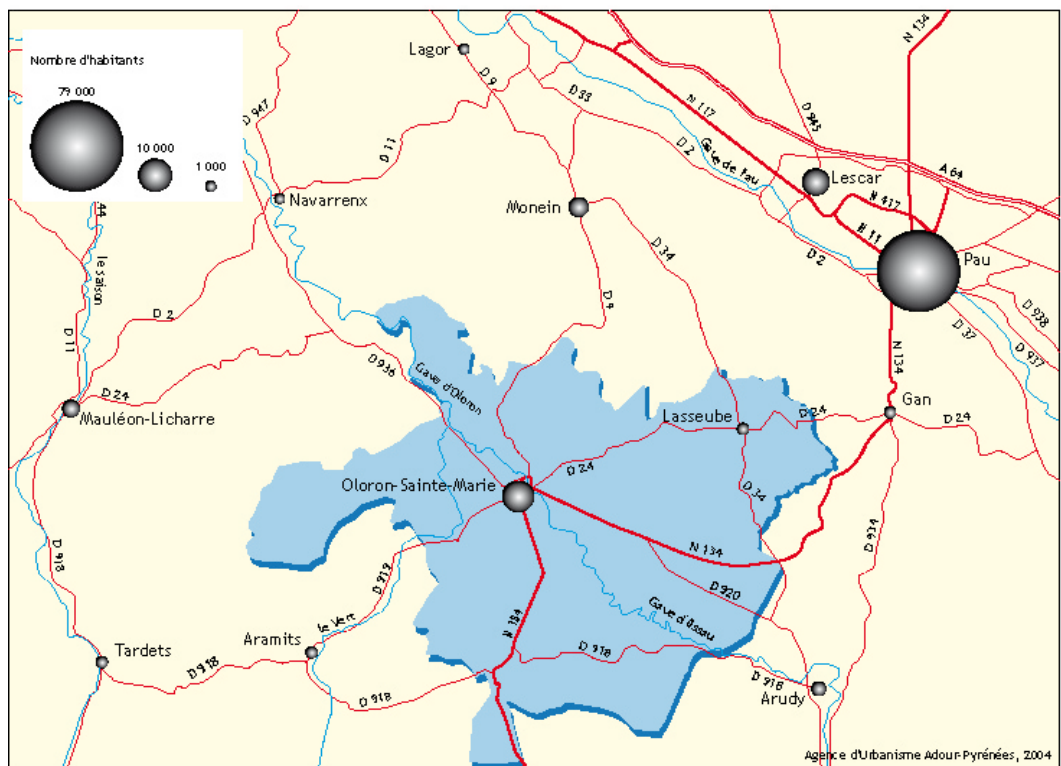 Nombre d'habitants
79 000
10 000
1 000
N 134
Lagor
D 9
D 33
N 117
D 947
D 11
D 2
Gave de Pau
D 945
Lescar
A 64
N 417
Navarrenx
Monein
N 11
D 34
D 2
Pau
44
le saison
D 9
D 938
D 37
D 937
D 11
D 2
N 134
D 936
Gave d'Oloron
D 24
Mauléon-Licharre
Gan
Lasseube
D 24
D 24
Oloron-Sainte-Marie
D 24
D 34
D 934
N 134
D 918
D 919
D 920
le Vert
N 134
Gave d'Ossau
Aramits
Tardets
D 918
D 918
D 918
D 918
Arudy
Agence d'Urbanisme Adour-Pyrénées, 2004